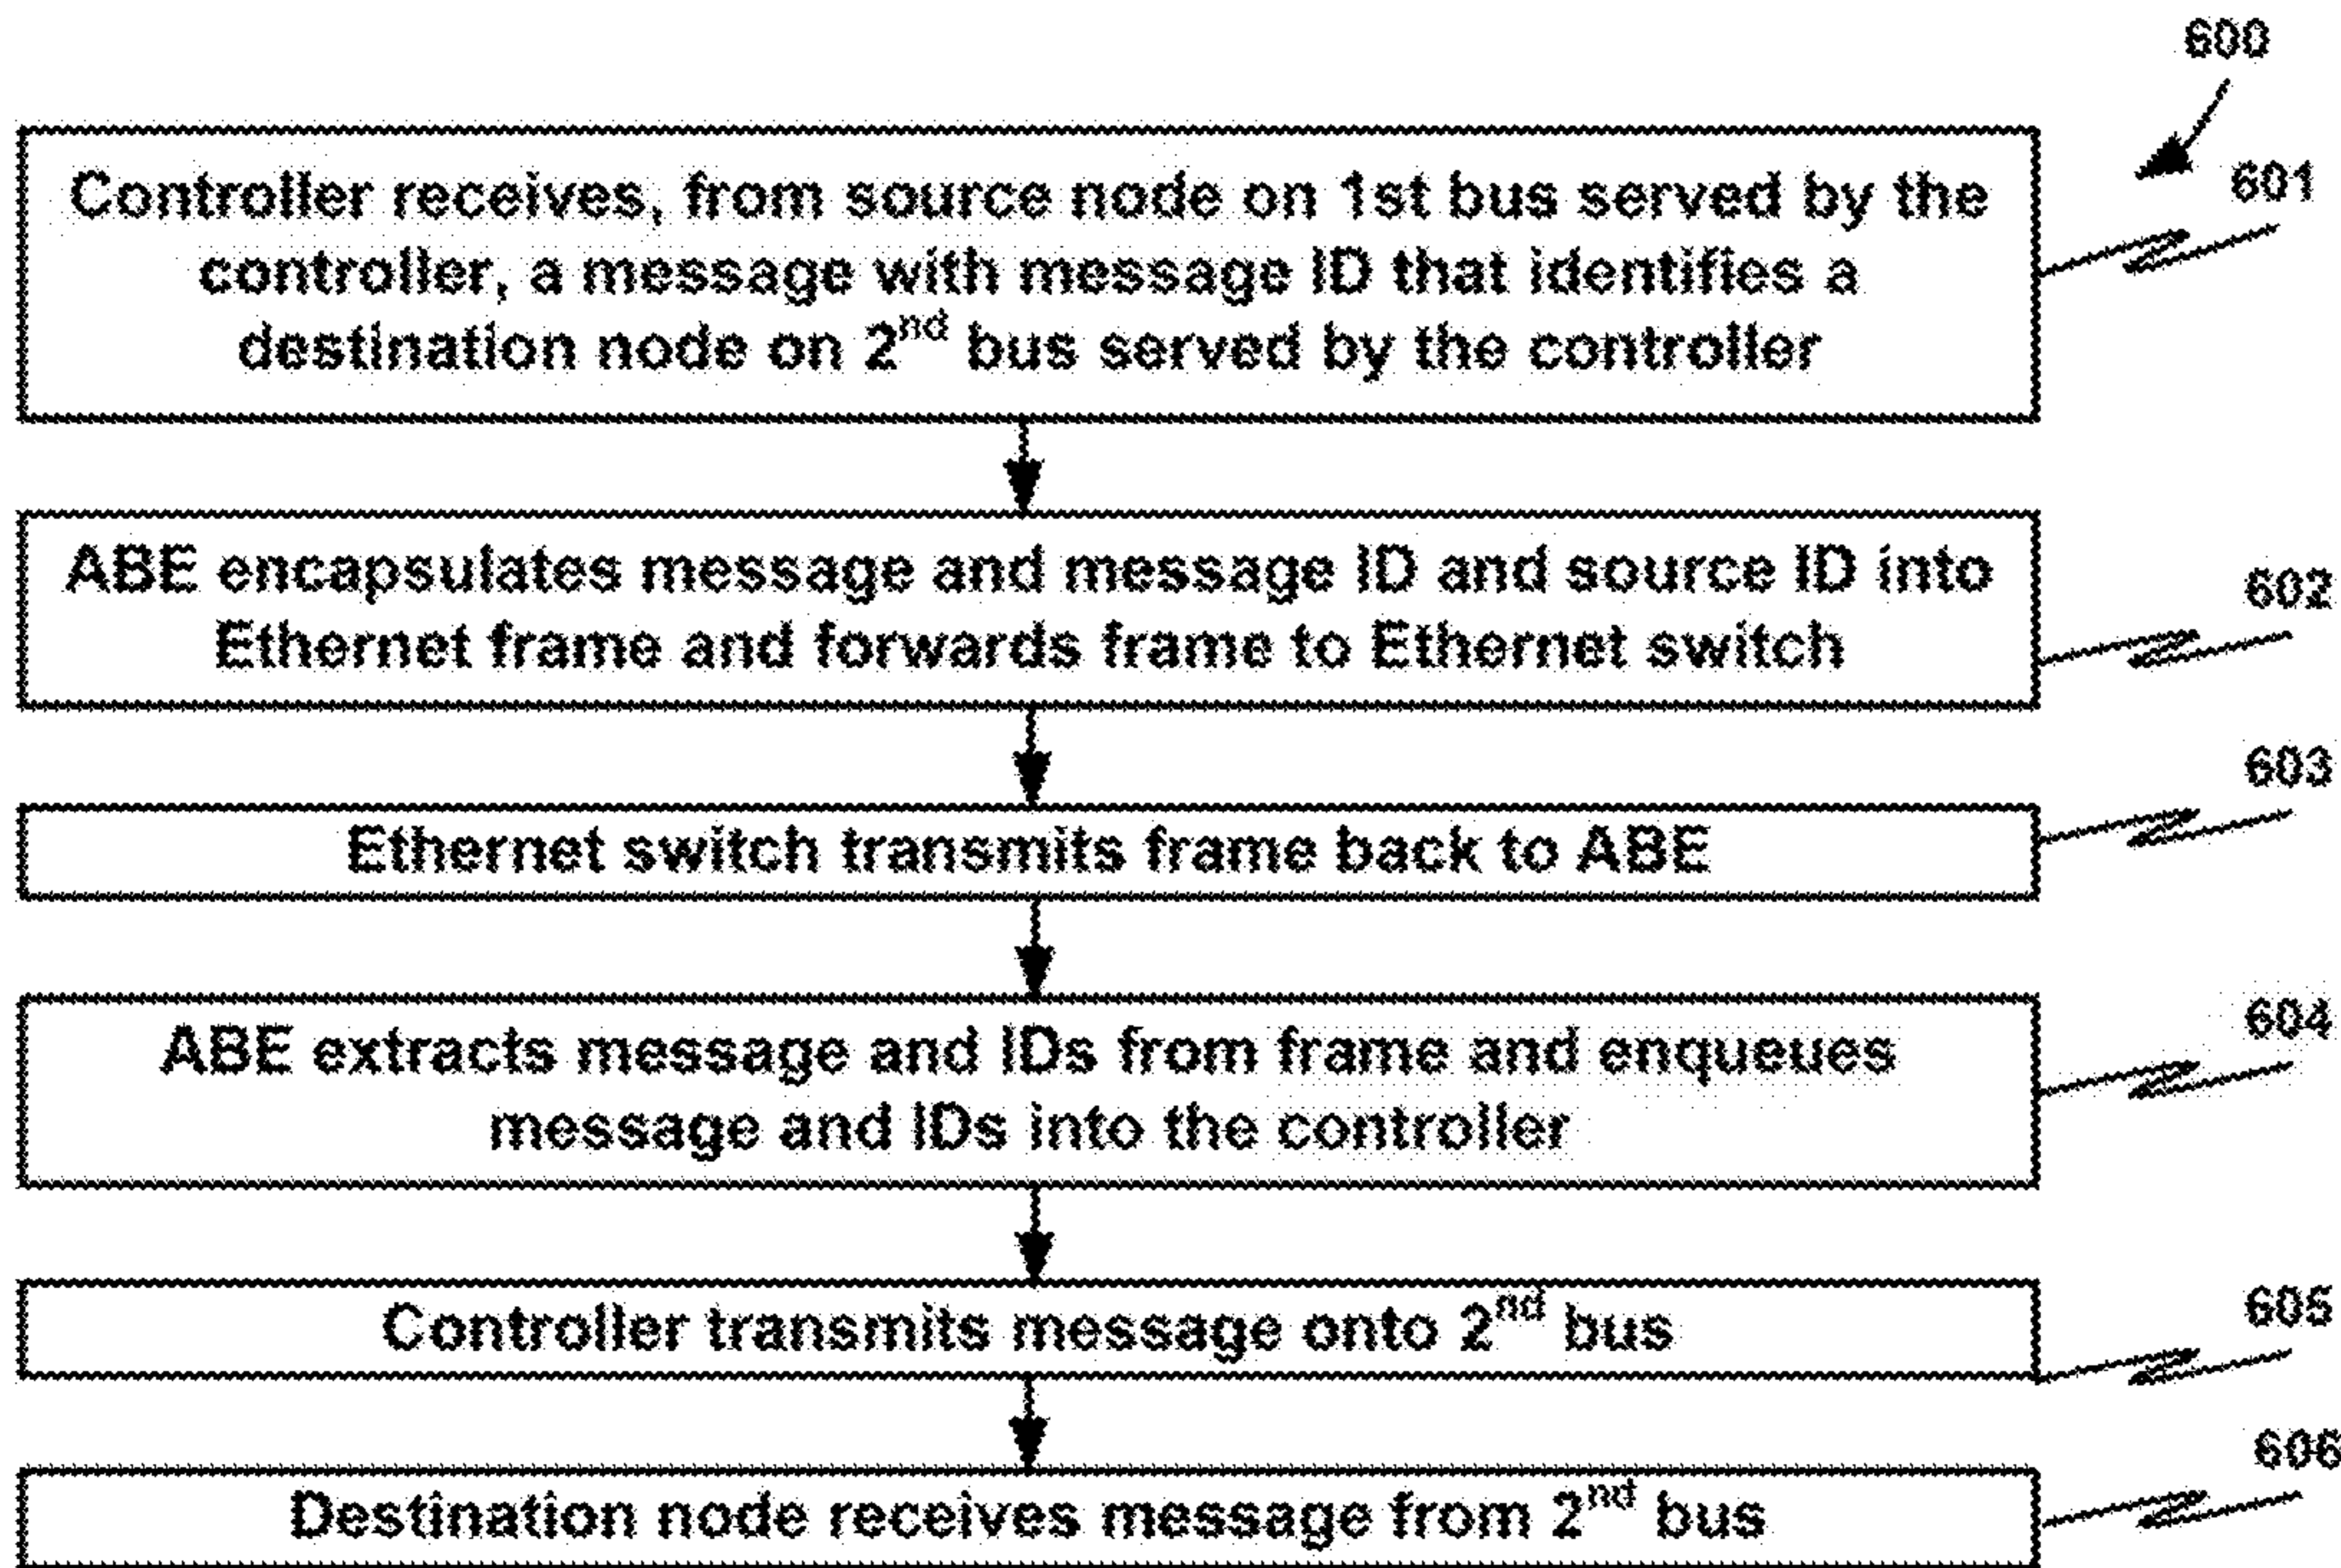 600
601
Controller receives, from source node on 1st bus served by the
controller, a message with message ID that identifies a
destination node on 2nd bus served by the controller
602
ABE encapsulates message and message ID and source ID into
Ethernet frame and forwards frame to Ethernet switch
603
Ethernet switch transmits frame back to ABE
604
ABE extracts message and IDs from frame and enqueues
message and IDs into the controller
605
Controller transmits message onto 2nd bus
606
Destination node receives message from 2nd bus